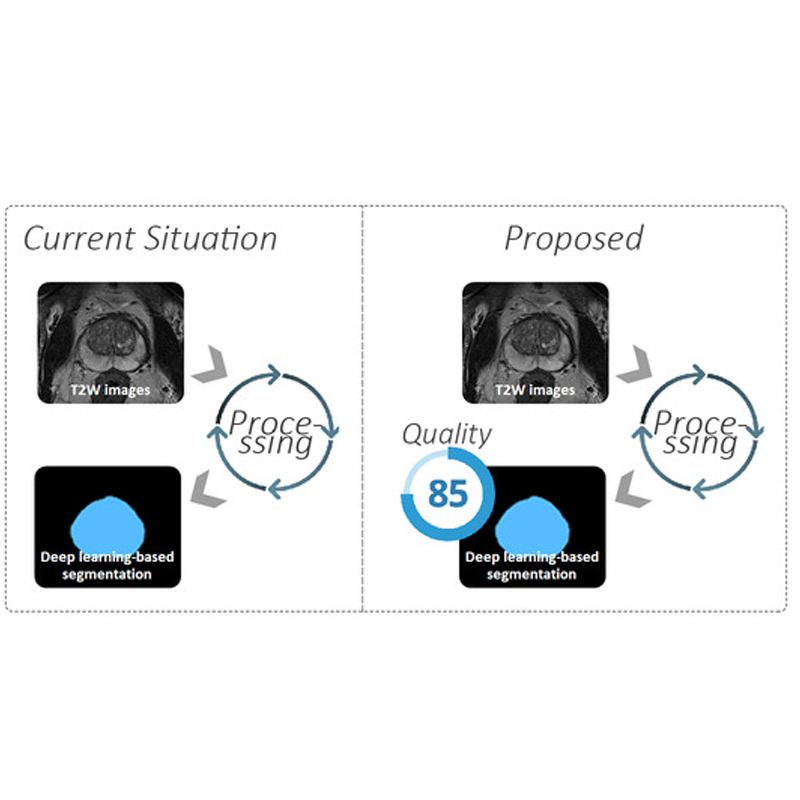 Current Situation
T2W images
Proce-
ssing
Deep learning-based
segmentation
Proposed
T2W images
Proce-
ssing
Quality
85
Deep learning-based
segmentation